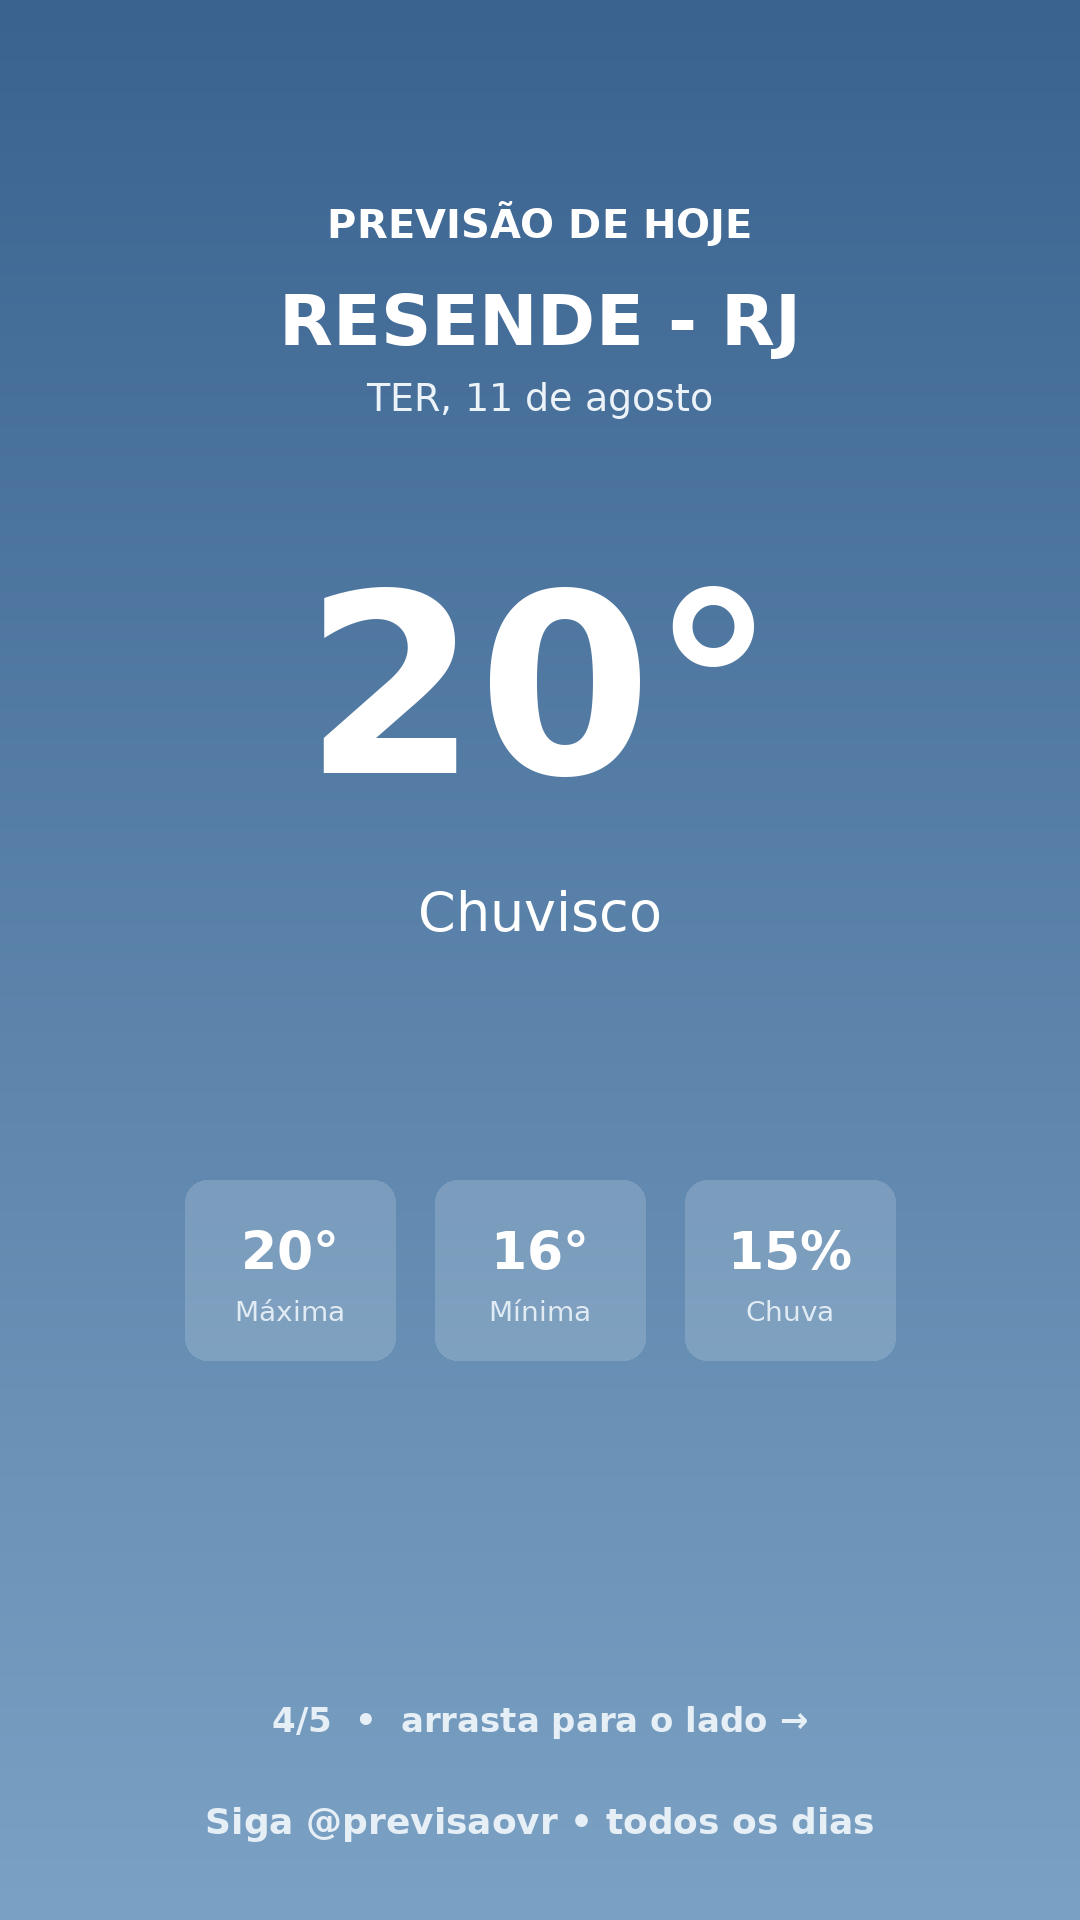 PREVISÃO DE HOJE
RESENDE - RJ
TER, 11 de agosto
20°
Chuvisco
20° 16° 15%
Máxima Mínima Chuva
4/5 • arrasta para o lado →
Siga @previsaovr • todos os dias